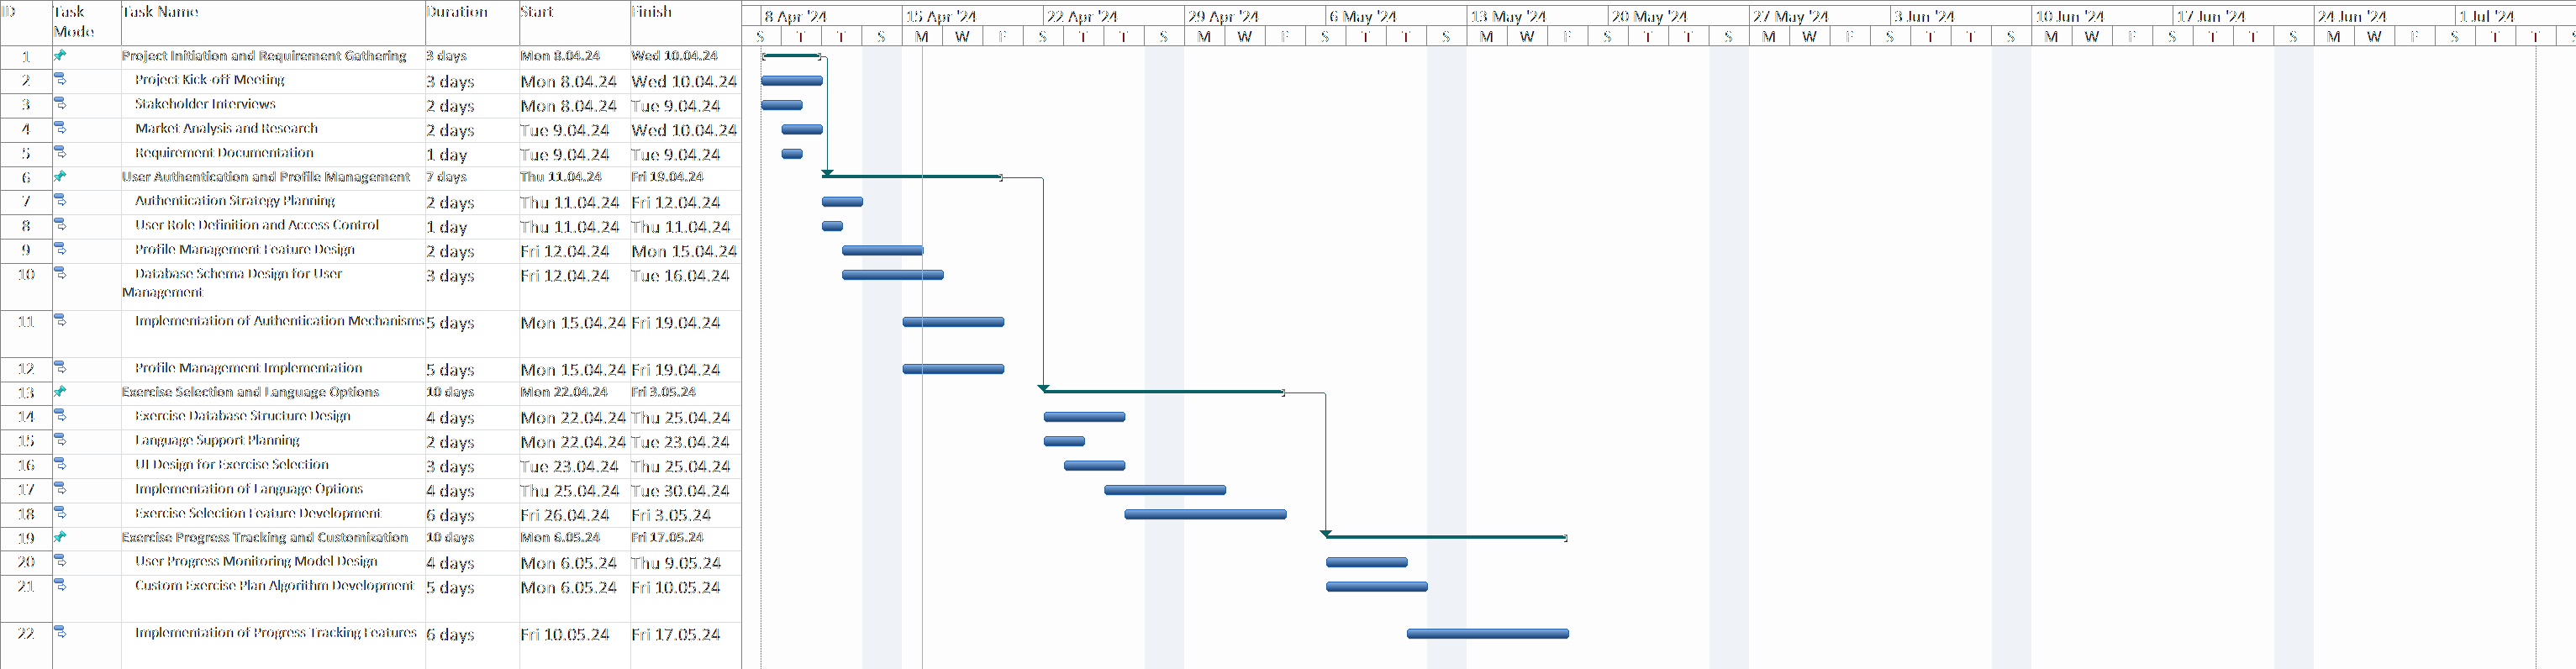 ID Task Mode Task Name Duration Start Finish
8 Apr '24 15 Apr '24 22 Apr '24 29 Apr '24 6 May '24 13 May '24 20 May '24 27 May '24 3 Jun '24 10 Jun '24 17 Jun '24 24 Jun '24 1 Jul '24
S T T S M W F S T T S M W F S T T S M W F S T T S M W F S T T S M W F S T T S M W F S T T S
1 Project Initiation and Requirement Gathering 3 days Mon 8.04.24 Wed 10.04.24
2 Project Kick-off Meeting 3 days Mon 8.04.24 Wed 10.04.24
3 Stakeholder Interviews 2 days Mon 8.04.24 Tue 9.04.24
4 Market Analysis and Research 2 days Tue 9.04.24 Wed 10.04.24
5 Requirement Documentation 1 day Tue 9.04.24 Tue 9.04.24
6 User Authentication and Profile Management 7 days Thu 11.04.24 Fri 19.04.24
7 Authentication Strategy Planning 2 days Thu 11.04.24 Fri 12.04.24
8 User Role Definition and Access Control 1 day Thu 11.04.24 Thu 11.04.24
9 Profile Management Feature Design 2 days Fri 12.04.24 Mon 15.04.24
10 Database Schema Design for User 3 days Fri 12.04.24 Tue 16.04.24
Management
11 Implementation of Authentication Mechanisms 5 days Mon 15.04.24 Fri 19.04.24
12 Profile Management Implementation 5 days Mon 15.04.24 Fri 19.04.24
13 Exercise Selection and Language Options 10 days Mon 22.04.24 Fri 3.05.24
14 Exercise Database Structure Design 4 days Mon 22.04.24 Thu 25.04.24
15 Language Support Planning 2 days Mon 22.04.24 Tue 23.04.24
16 UI Design for Exercise Selection 3 days Tue 23.04.24 Thu 25.04.24
17 Implementation of Language Options 4 days Thu 25.04.24 Tue 30.04.24
18 Exercise Selection Feature Development 6 days Fri 26.04.24 Fri 3.05.24
19 Exercise Progress Tracking and Customization 10 days Mon 6.05.24 Fri 17.05.24
20 User Progress Monitoring Model Design 4 days Mon 6.05.24 Thu 9.05.24
21 Custom Exercise Plan Algorithm Development 5 days Mon 6.05.24 Fri 10.05.24
22 Implementation of Progress Tracking Features 6 days Fri 10.05.24 Fri 17.05.24